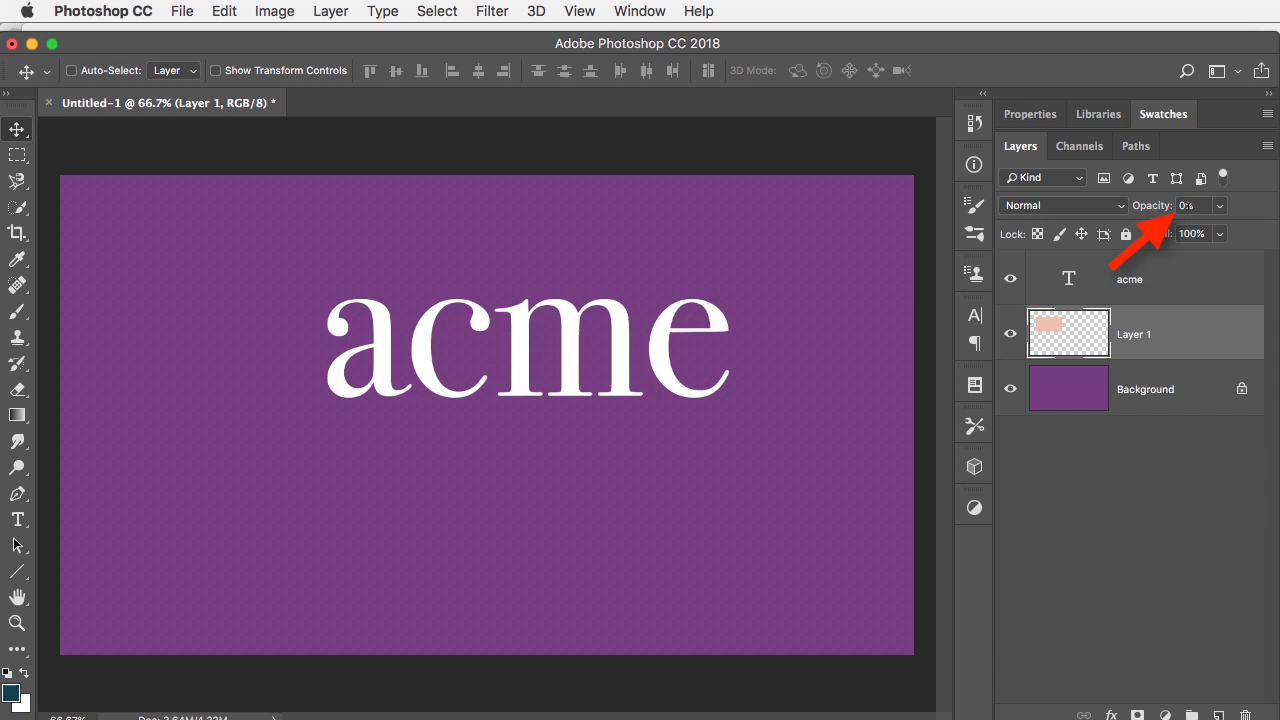 Photoshop CC File Edit Image Layer Type Select Filter 3D View Window Help
Adobe Photoshop CC 2018
Auto-Select: Layer Show Transform Controls 3D Mode:
Untitled-1 @ 66.7% (Layer 1, RGB/8) *
Properties Libraries Swatches
Layers Channels Paths
Kind
Normal Opacity: 0%
Lock: 100%
acme
T acme
Layer 1
Background
fx